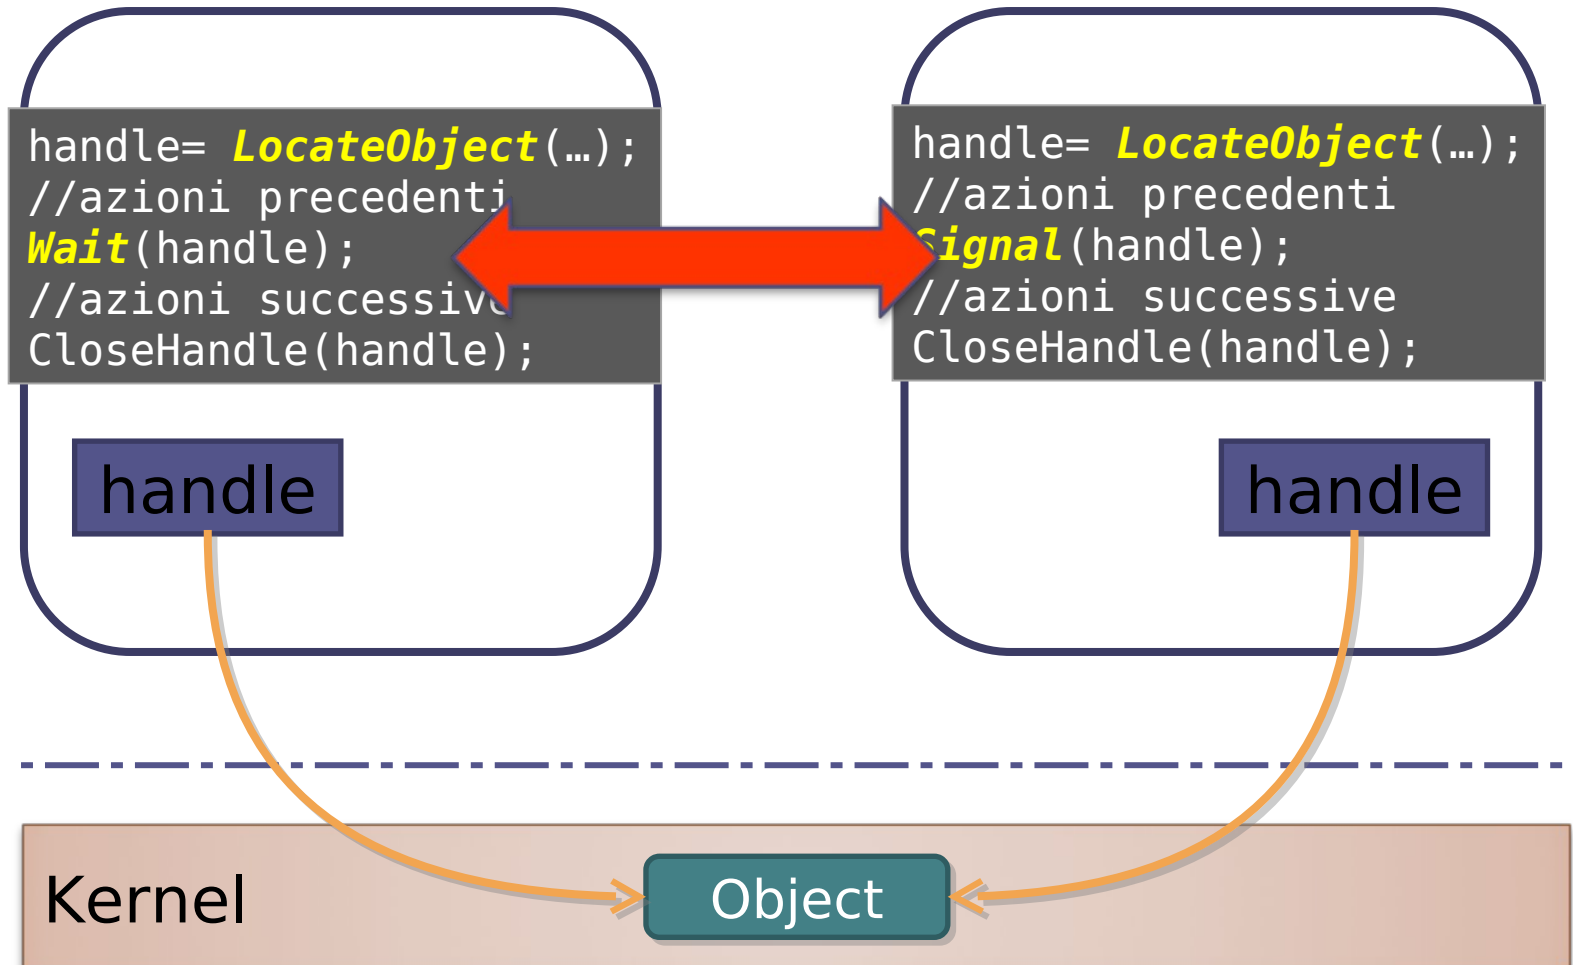 handle= LocateObject(…);
//azioni precedenti
Wait(handle);
//azioni successive
CloseHandle(handle);
handle= LocateObject(…);
//azioni precedenti
Signal(handle);
//azioni successive
CloseHandle(handle);
handle
handle
Kernel
Object